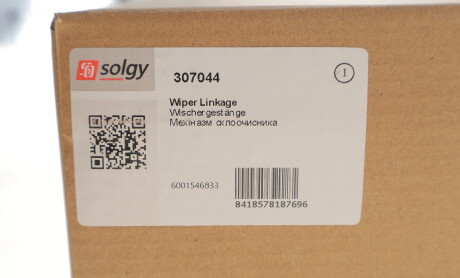 solgy
307044
1
Wiper Linkage
Wischergestänge
Механізм склоочисника
6001546833
8418578187696